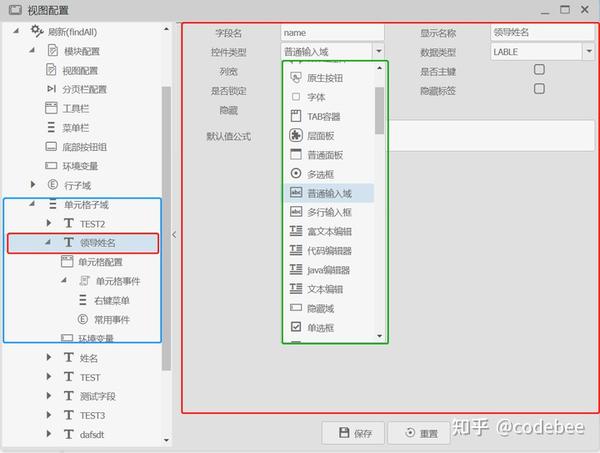 视图配置
刷新(findAll)
模块配置
视图配置
分页栏配置
工具栏
菜单栏
底部按钮组
环境变量
行子域
单元格子域
TEST2
领导姓名
单元格配置
单元格事件
右键菜单
常用事件
环境变量
姓名
TEST
测试字段
TEST3
dafsdt
字段名 name 显示名称 领导姓名
控件类型 普通输入域 数据类型 LABLE
列宽 是否主键
是否锁定 隐藏标签
隐藏
默认值公式
原生按钮
字体
TAB容器
层面板
普通面板
多选框
普通输入域
多行输入框
富文本编辑
代码编辑器
java编辑器
文本编辑
隐藏域
单选框
保存 重置
知乎 @codebee